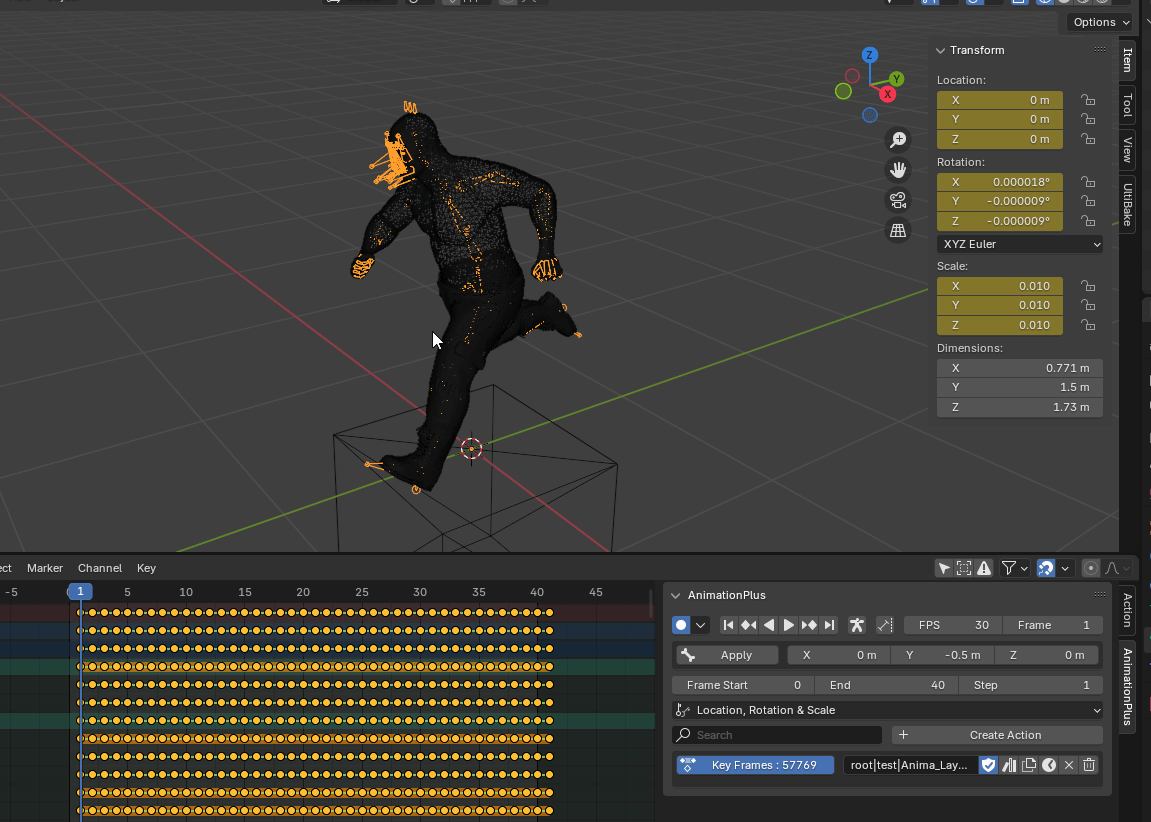 Options
Transform
Location:
X 0 m
Y 0 m
Z 0 m
Rotation:
X 0.000018°
Y -0.000009°
Z -0.000009°
XYZ Euler
Scale:
X 0.010
Y 0.010
Z 0.010
Dimensions:
X 0.771 m
Y 1.5 m
Z 1.73 m
Item
Tool
View
UltiBake
Z
Y
X
ect Marker Channel Key
-5 1 5 10 15 20 25 30 35 40 45
AnimationPlus
FPS 30 Frame 1
Apply X 0 m Y -0.5 m Z 0 m
Frame Start 0 End 40 Step 1
Location, Rotation & Scale
Search Create Action
Key Frames : 57769 root|test|Anima_Lay...
Action
AnimationPlus